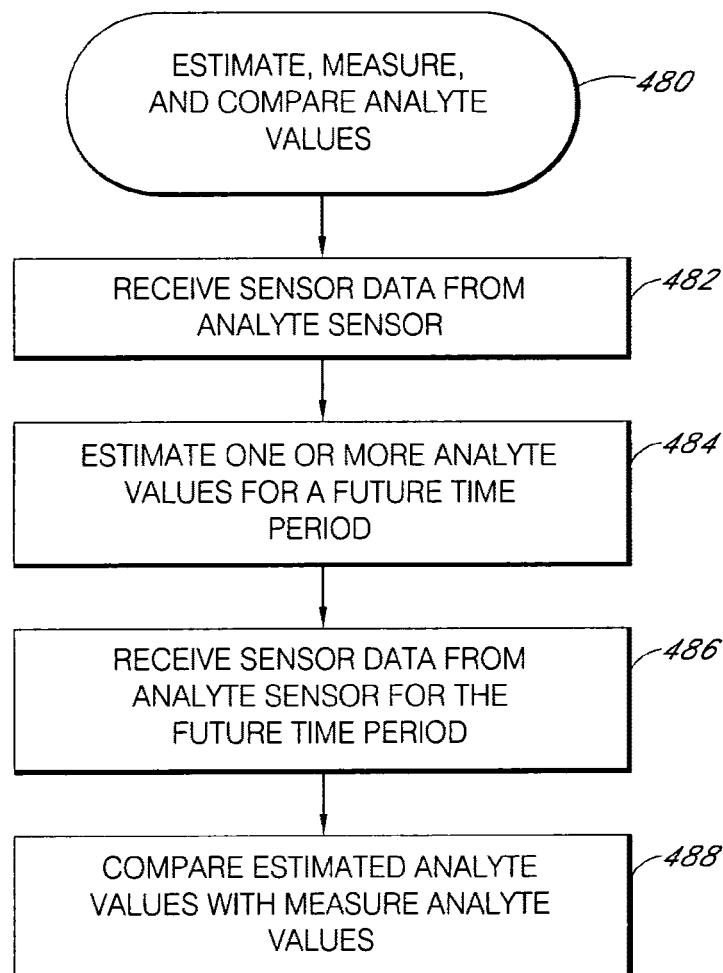 ESTIMATE, MEASURE,
AND COMPARE ANALYTE
VALUES
480
RECEIVE SENSOR DATA FROM
ANALYTE SENSOR
482
ESTIMATE ONE OR MORE ANALYTE
VALUES FOR A FUTURE TIME
PERIOD
484
RECEIVE SENSOR DATA FROM
ANALYTE SENSOR FOR THE
FUTURE TIME PERIOD
486
COMPARE ESTIMATED ANALYTE
VALUES WITH MEASURE ANALYTE
VALUES
488